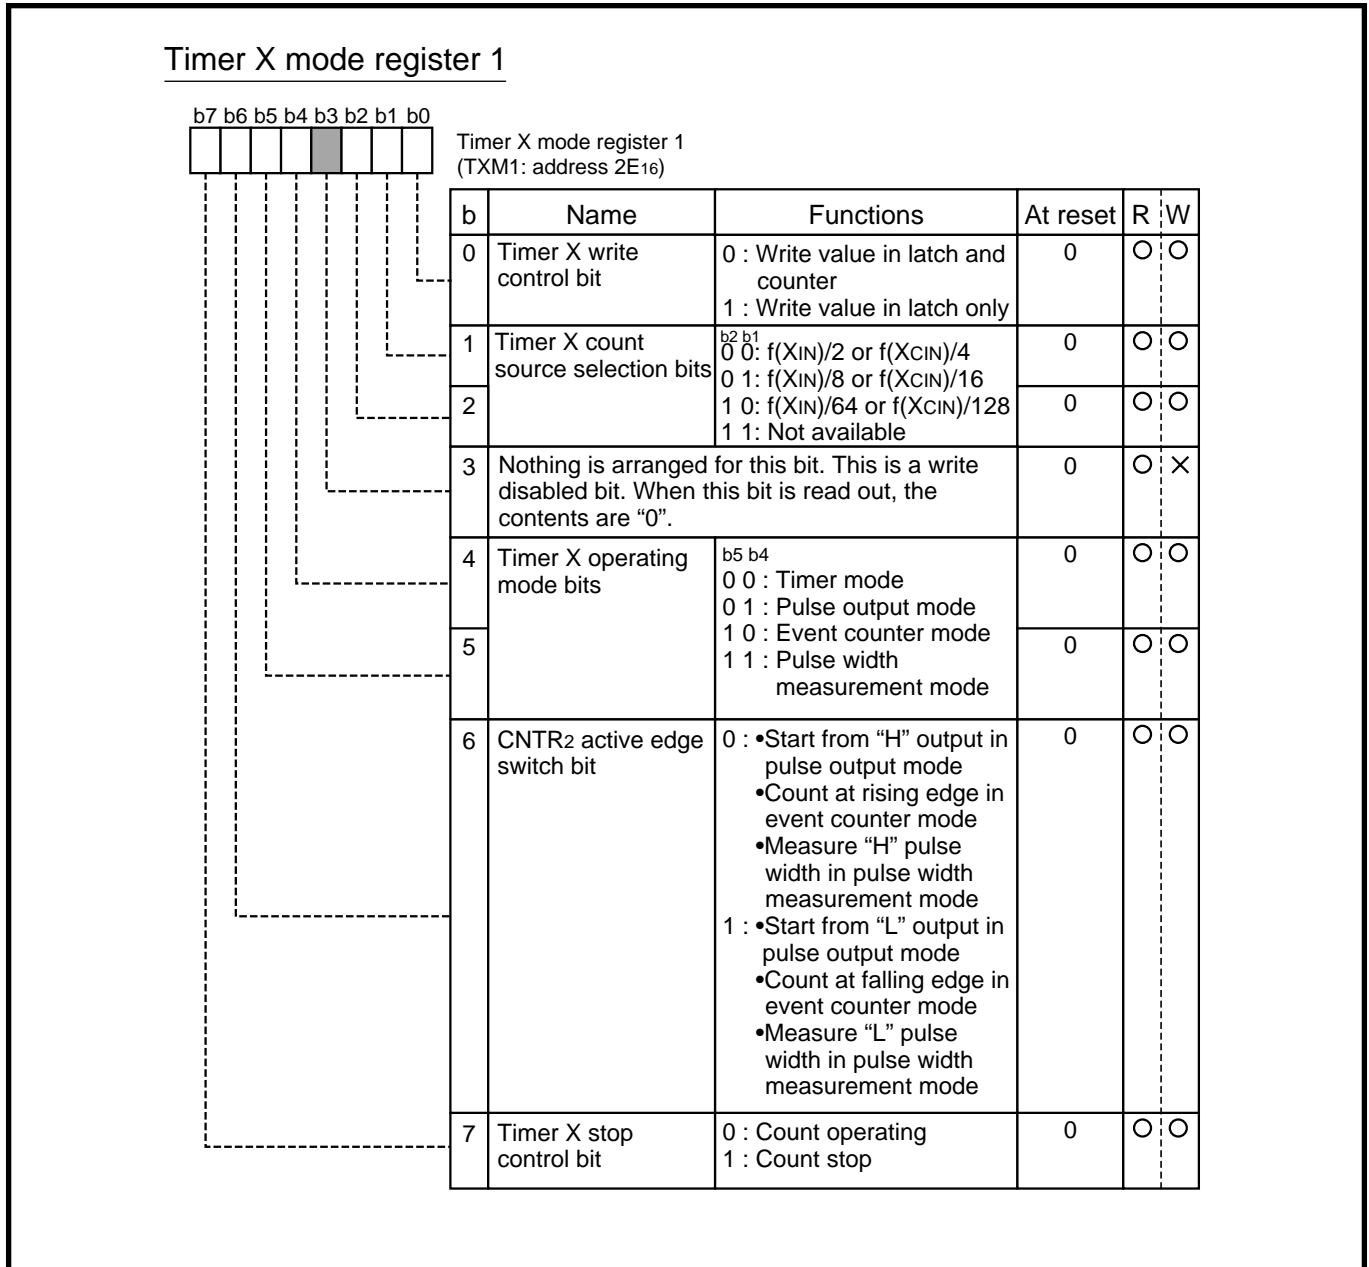 Timer X mode register 1
b7 b6 b5 b4 b3 b2 b1 b0
Timer X mode register 1
(TXM1: address 2E16)
b Name Functions At reset R W
0 Timer X write control bit
0 : Write value in latch and
counter
1 : Write value in latch only
0 O O
1 Timer X count
source selection bits
b2 b1
0 0: f(XIN)/2 or f(XCIN)/4
0 1: f(XIN)/8 or f(XCIN)/16
1 0: f(XIN)/64 or f(XCIN)/128
1 1: Not available
0 O O
2
0 O O
3 Nothing is arranged for this bit. This is a write
disabled bit. When this bit is read out, the
contents are “0”.
0 O ×
4 Timer X operating
mode bits
b5 b4
0 0 : Timer mode
0 1 : Pulse output mode
1 0 : Event counter mode
1 1 : Pulse width
measurement mode
0 O O
5
0 O O
6 CNTR2 active edge
switch bit
0 : •Start from “H” output in
pulse output mode
•Count at rising edge in
event counter mode
•Measure “H” pulse
width in pulse width
measurement mode
1 : •Start from “L” output in
pulse output mode
•Count at falling edge in
event counter mode
•Measure “L” pulse
width in pulse width
measurement mode
0 O O
7 Timer X stop
control bit
0 : Count operating
1 : Count stop
0 O O